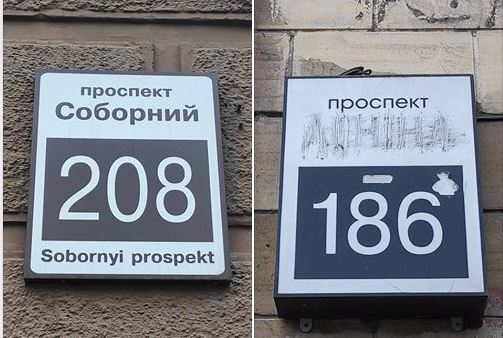 проспект
Соборний
208
Sobornyi prospekt
проспект
186